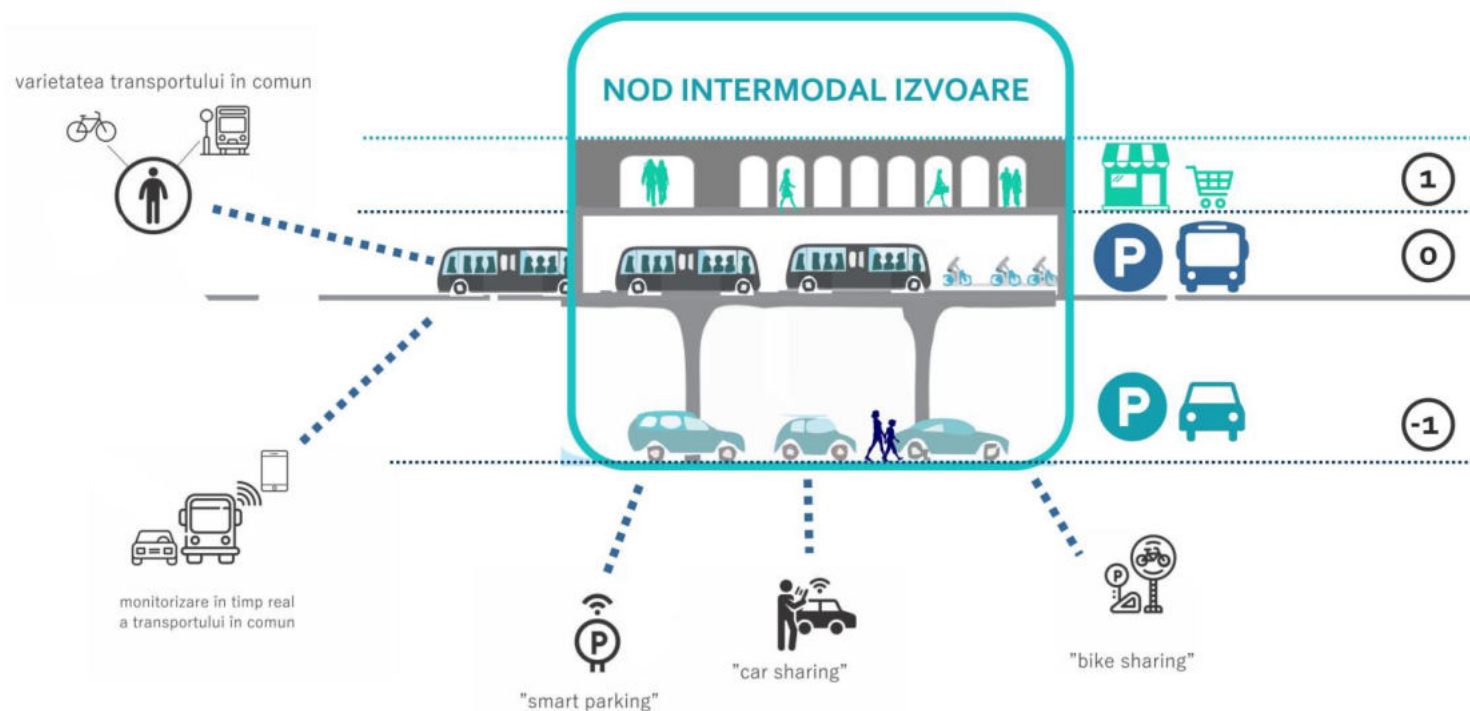 varietatea transportului în comun
NOD INTERMODAL IZVOARE
1
P
0
P
-1
monitorizare în timp real
a transportului în comun
P
"smart parking"
"car sharing"
P
"bike sharing"